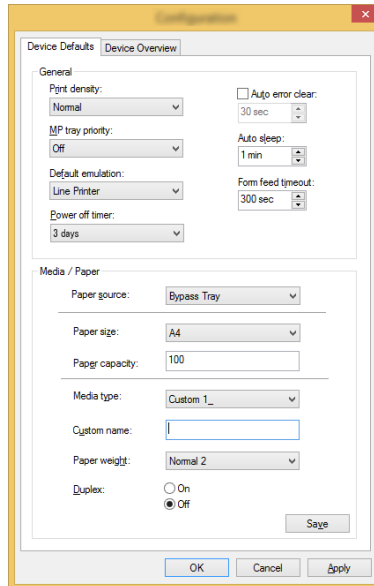 Configuration
Device Defaults
Device Overview
General
Print density:
Normal
MP tray priority:
Off
Default emulation:
Line Printer
Power off timer:
3 days
Auto error clear:
30 sec
Auto sleep:
1 min
Form feed timeout:
300 sec
Media / Paper
Paper source:
Bypass Tray
Paper size:
A4
Paper capacity:
100
Media type:
Custom 1_
Custom name:
Paper weight:
Normal 2
Duplex:
On
Off
Save
OK
Cancel
Apply